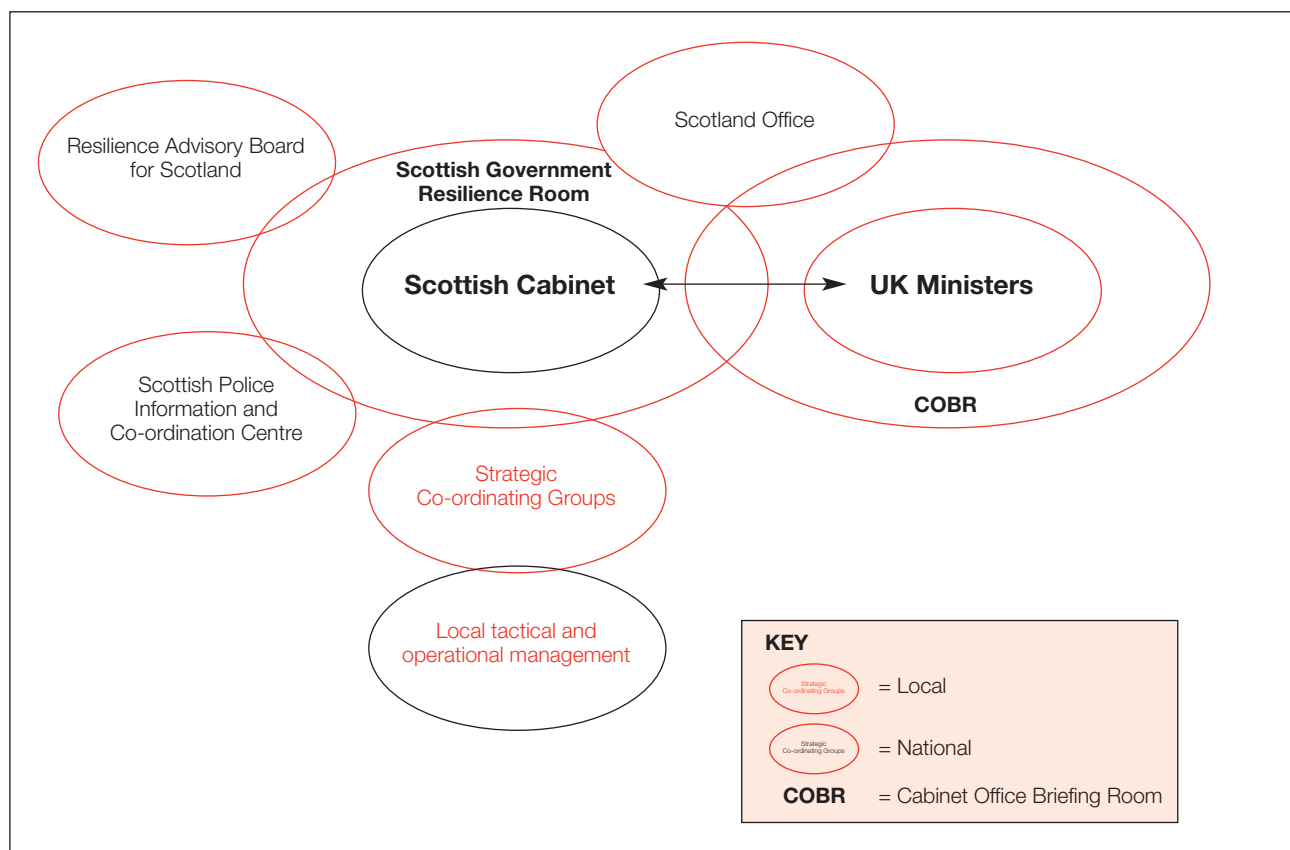 Scotland Office
Resilience Advisory Board
for Scotland
Scottish Government
Resilience Room
Scottish Cabinet
UK Ministers
COBR
Scottish Police
Information and
Co-ordination Centre
Strategic
Co-ordinating Groups
Local tactical and
operational management
KEY
Strategic
Co-ordinating Groups
= Local
Strategic
Co-ordinating Groups
= National
COBR = Cabinet Office Briefing Room